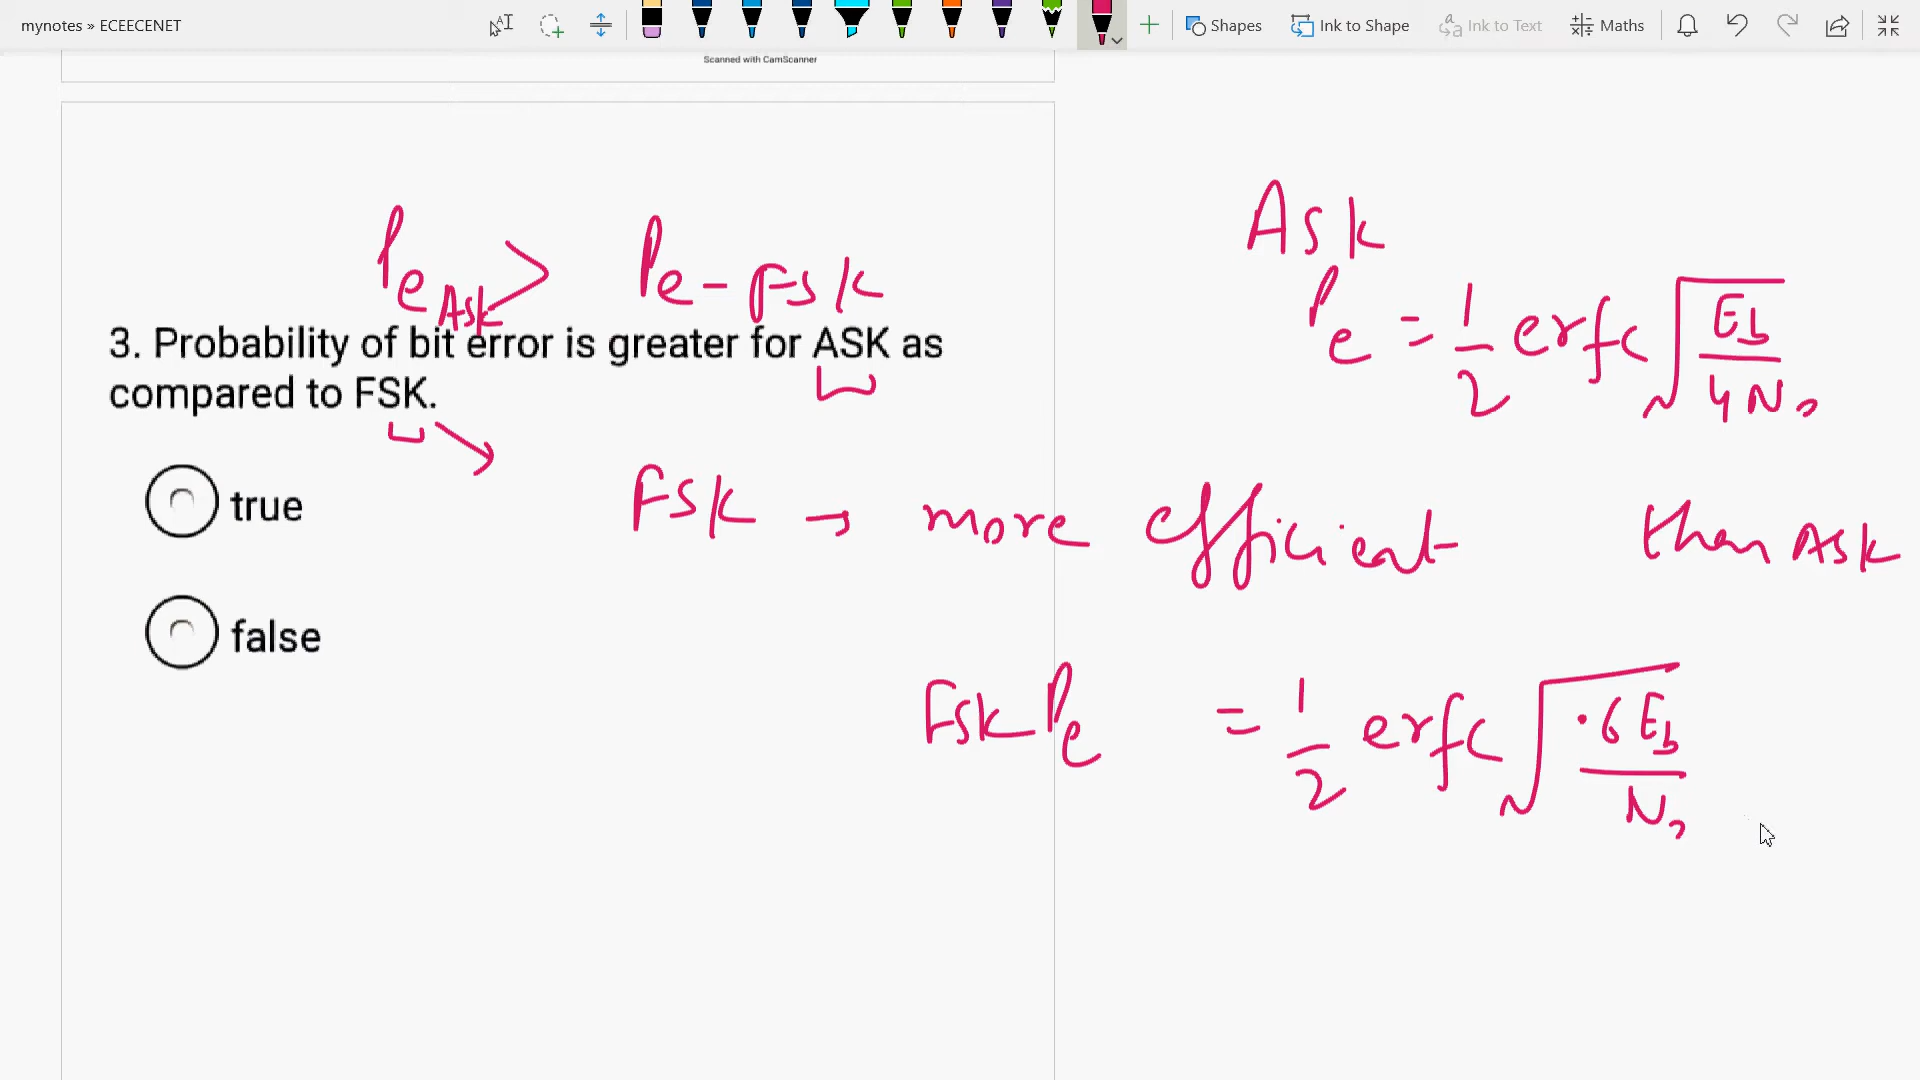 mynotes » ECEECENET
Shapes
Ink to Shape
Ink to Text
Maths
Scanned with CamScanner
Pe Ask > Pe - FSK
3. Probability of bit error is greater for ASK as
compared to FSK.
true
false
Ask
Pe = 1/2 erfc √(Eb/4N₀)
FSK → more efficient than ASK
FSK Pe = 1/2 erfc √(.6 Eb/N₀)